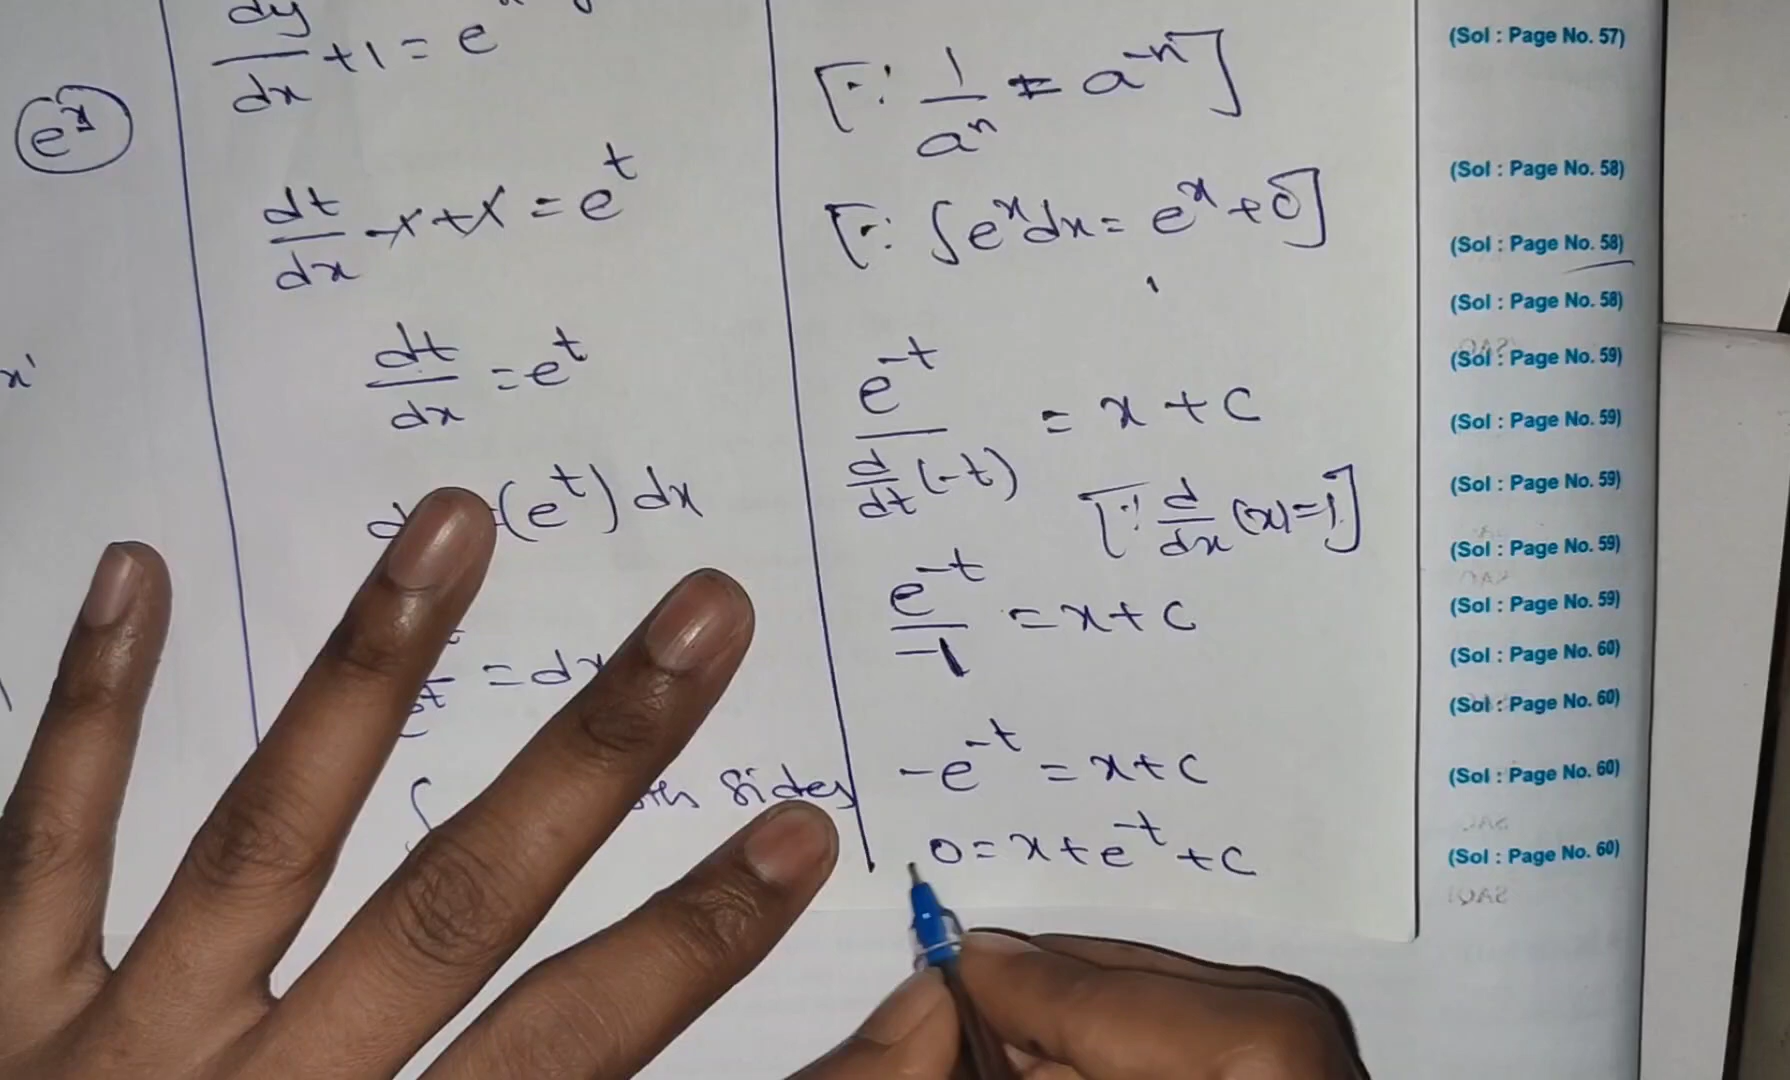 dy/dx + 1 = e
e^x
dt/dx - 1 + 1 = e^t
x'
dt/dx = e^t
(e^t) dx
= dx
∫ sides
[∵ 1/a^n = a^-n]
[∵ ∫e^x dx = e^x + c]
e^-t / d/dt (-t) = x + c
[∵ d/dx (x) = 1]
e^-t / -1 = x + c
-e^-t = x + c
0 = x + e^-t + c
(Sol : Page No. 57)
(Sol : Page No. 58)
(Sol : Page No. 58)
(Sol : Page No. 58)
(Sol : Page No. 59)
(Sol : Page No. 59)
(Sol : Page No. 59)
(Sol : Page No. 59)
(Sol : Page No. 59)
(Sol : Page No. 60)
(Sol : Page No. 60)
(Sol : Page No. 60)
(Sol : Page No. 60)